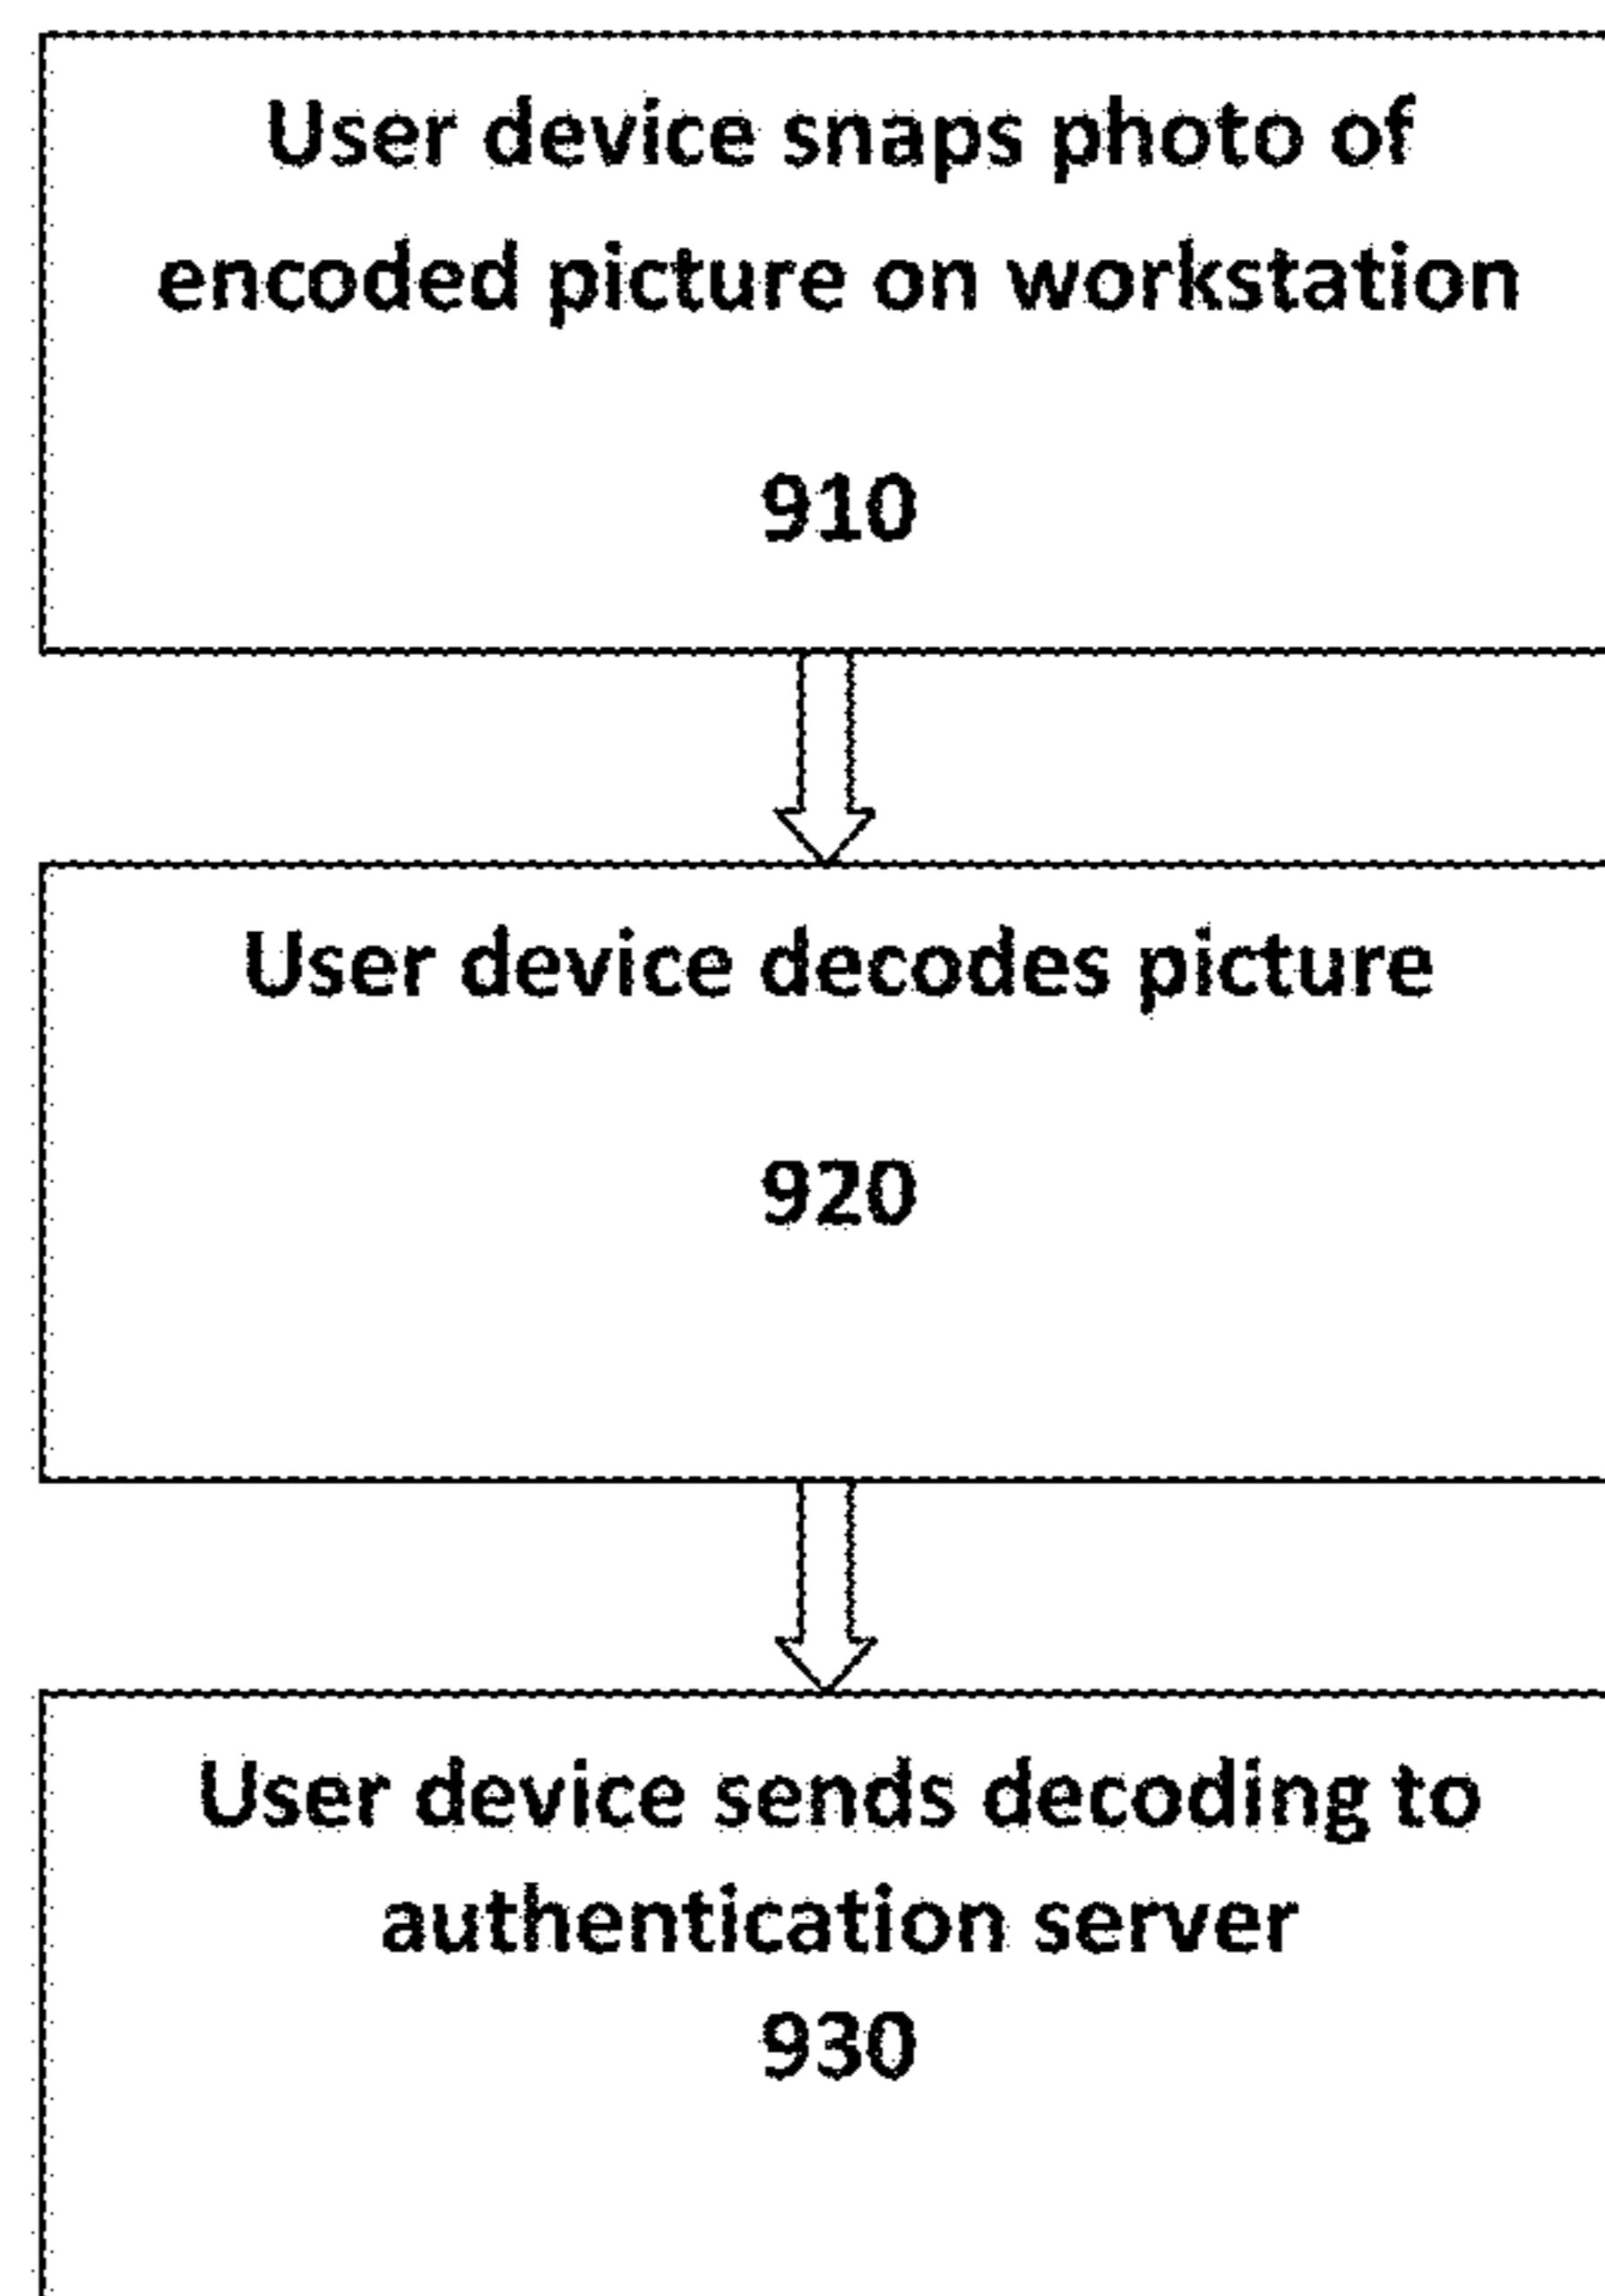 User device snaps photo of
encoded picture on workstation
910
User device decodes picture
920
User device sends decoding to
authentication server
930